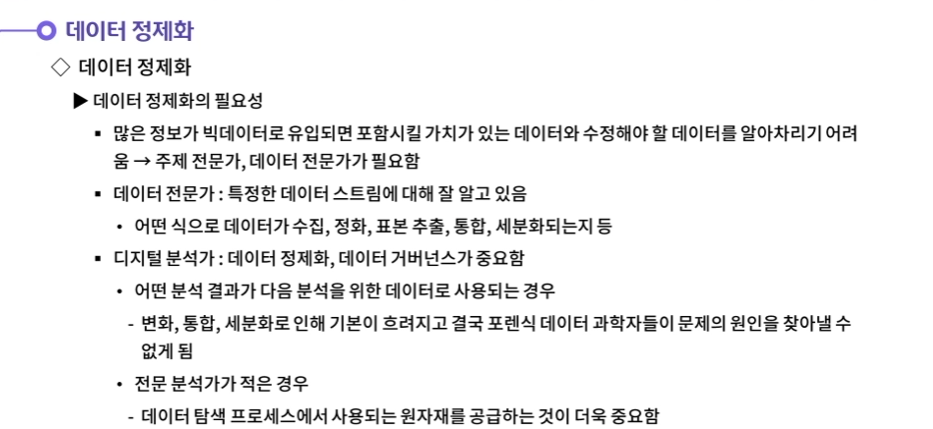 데이터 정제화
◇ 데이터 정제화
▶ 데이터 정제화의 필요성
▪ 많은 정보가 빅데이터로 유입되면 포함시킬 가치가 있는 데이터와 수정해야 할 데이터를 알아차리기 어려
움 → 주제 전문가, 데이터 전문가가 필요함
▪ 데이터 전문가 : 특정한 데이터 스트림에 대해 잘 알고 있음
• 어떤 식으로 데이터가 수집, 정화, 표본 추출, 통합, 세분화되는지 등
▪ 디지털 분석가 : 데이터 정제화, 데이터 거버넌스가 중요함
• 어떤 분석 결과가 다음 분석을 위한 데이터로 사용되는 경우
- 변화, 통합, 세분화로 인해 기본이 흐려지고 결국 포렌식 데이터 과학자들이 문제의 원인을 찾아낼 수
없게 됨
• 전문 분석가가 적은 경우
- 데이터 탐색 프로세스에서 사용되는 원자재를 공급하는 것이 더욱 중요함